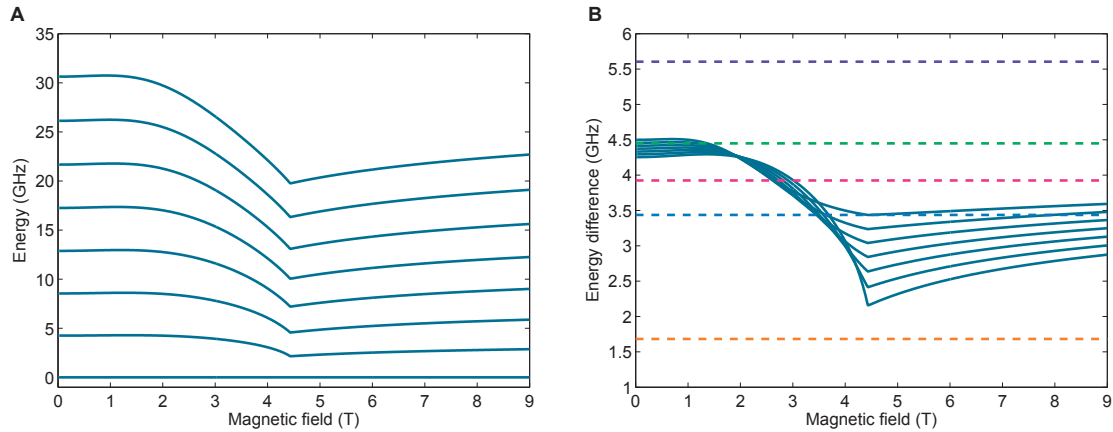 A
35
30
25
20
15
10
5
0
Energy (GHz)
0 1 2 3 4 5 6 7 8 9
Magnetic field (T)
B
6
5.5
5
4.5
4
3.5
3
2.5
2
1.5
1
Energy difference (GHz)
0 1 2 3 4 5 6 7 8 9
Magnetic field (T)